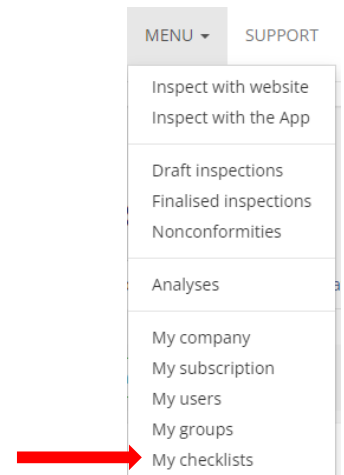 MENU SUPPORT
Inspect with website
Inspect with the App
Draft inspections
Finalised inspections
Nonconformities
Analyses
My company
My subscription
My users
My groups
My checklists